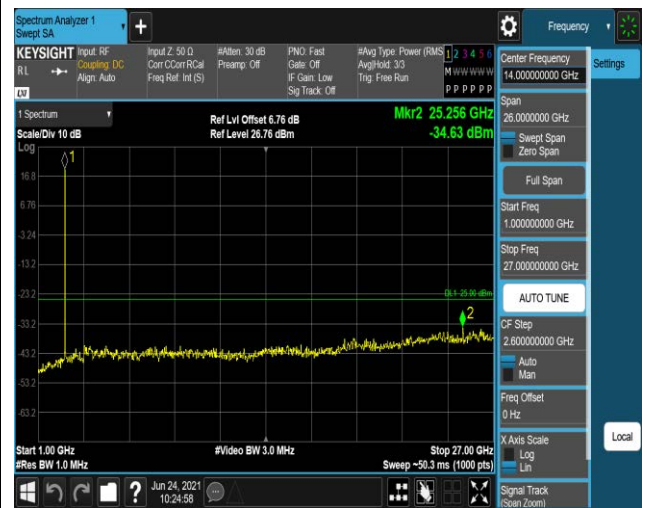 Spectrum Analyzer 1
Swept SA
Frequency
KEYSIGHT
RL
LXI
Input: RF
Coupling: DC
Align: Auto
Input Z: 50 Ω
Corr CCorr RCal
Freq Ref: Int (S)
#Atten: 30 dB
Preamp: Off
PNO: Fast
Gate: Off
IF Gain: Low
Sig Track: Off
#Avg Type: Power (RMS
Avg|Hold: 3/3
Trig: Free Run
1 2 3 4 5 6
M W W W W W
P P P P P P
1 Spectrum
Scale/Div 10 dB
Log
Ref Lvl Offset 6.76 dB
Ref Level 26.76 dBm
Mkr2 25.256 GHz
-34.63 dBm
1
16.8
6.76
-3.24
-13.2
-23.2
DL1 -25.00 dBm
2
-33.2
-43.2
-53.2
-63.2
Start 1.00 GHz
#Res BW 1.0 MHz
#Video BW 3.0 MHz
Stop 27.00 GHz
Sweep ~50.3 ms (1000 pts)
Jun 24, 2021
10:24:58
?
Center Frequency
14.000000000 GHz
Settings
Span
26.0000000 GHz
Swept Span
Zero Span
Full Span
Start Freq
1.000000000 GHz
Stop Freq
27.000000000 GHz
AUTO TUNE
CF Step
2.600000000 GHz
Auto
Man
Freq Offset
0 Hz
X Axis Scale
Log
Lin
Local
Signal Track
(Span Zoom)